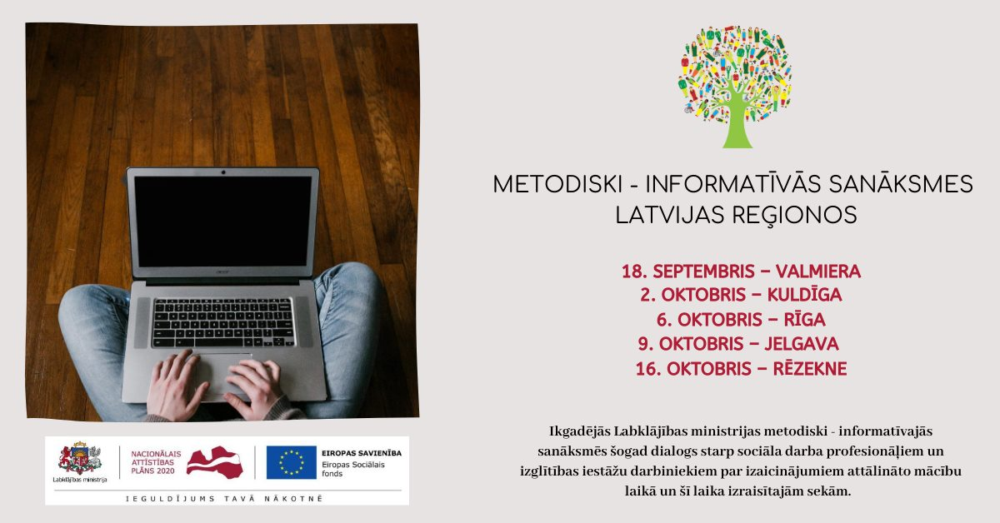 METODISKI - INFORMATĪVĀS SANĀKSMES
LATVIJAS REĢIONOS
18. SEPTEMBRIS – VALMIERA
2. OKTOBRIS – KULDĪGA
6. OKTOBRIS – RĪGA
9. OKTOBRIS – JELGAVA
16. OKTOBRIS – RĒZEKNE
Ikgadējās Labklājības ministrijas metodiski - informatīvajās
sanāksmēs šogad dialogs starp sociāla darba profesionāļiem un
izglītības iestāžu darbiniekiem par izaicinājumiem attālināto mācību
laikā un šī laika izraisītajām sekām.
acer
Labklājības ministrija
NACIONĀLAIS
ATTĪSTĪBAS
PLĀNS 2020
EIROPAS SAVIENĪBA
Eiropas Sociālais
fonds
IEGULDĪJUMS TAVĀ NĀKOTNĒ